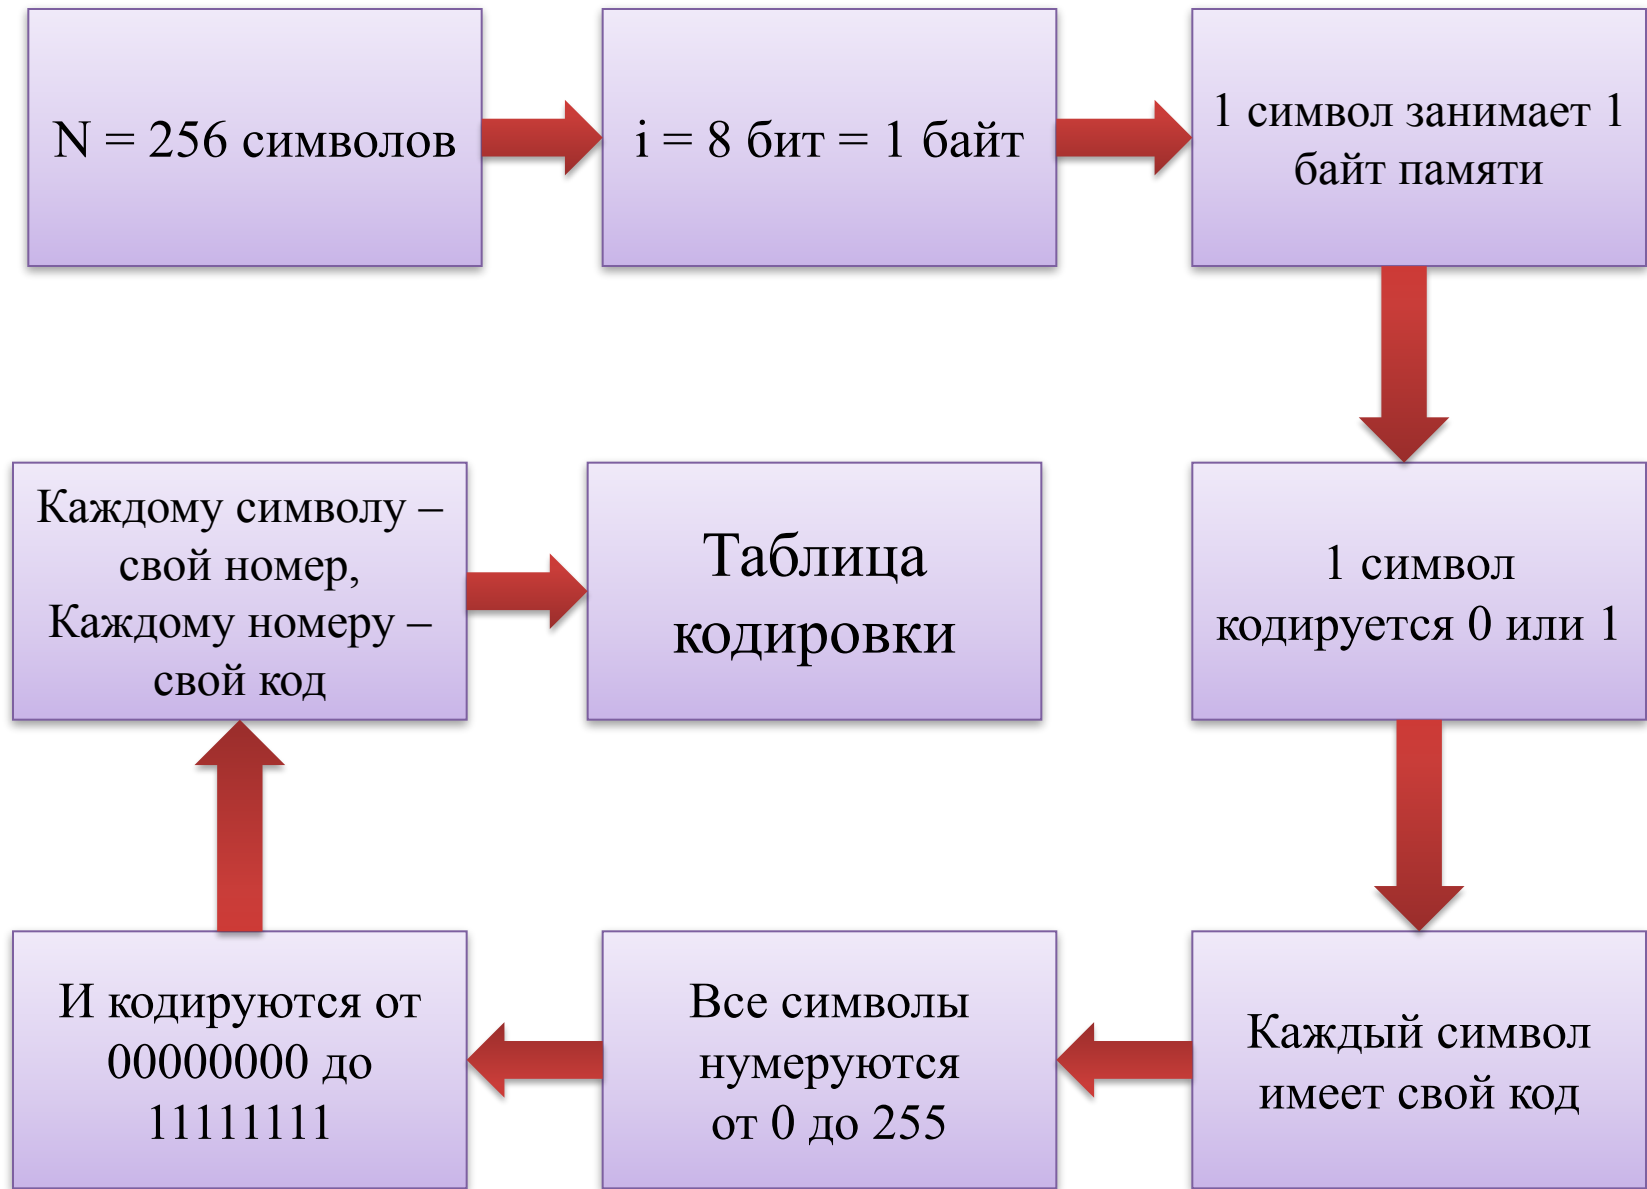 N = 256 символов
i = 8 бит = 1 байт
1 символ занимает 1
байт памяти
1 символ
кодируется 0 или 1
Каждый символ
имеет свой код
Все символы
нумеруются
от 0 до 255
И кодируются от
00000000 до
11111111
Каждому символу –
свой номер,
Каждому номеру –
свой код
Таблица
кодировки